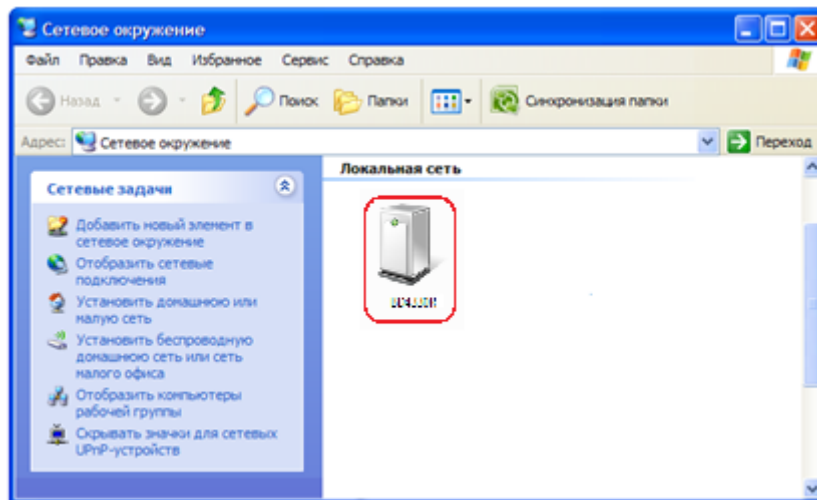 Сетевое окружение
Файл Правка Вид Избранное Сервис Справка
Назад Поиск Папки Синхронизация папки
Адрес: Сетевое окружение Переход
Локальная сеть
Сетевые задачи
Добавить новый элемент в
сетевое окружение
Отобразить сетевые
подключения
Установить домашнюю или
малую сеть
Установить беспроводную
домашнюю сеть или сеть
малого офиса
Отобразить компьютеры
рабочей группы
Скрывать значки для сетевых
UPnP-устройств